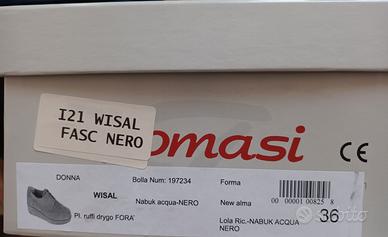 I21 WISAL
FASC NERO
omasi
CE
DONNA
Bolla Num: 197234
Forma
WISAL
Nabuk acqua-NERO
New alma
00 00001 00825 8
Pl. ruffi drygo FORA'
Lola Ric.-NABUK ACQUA
NERO
36
subito